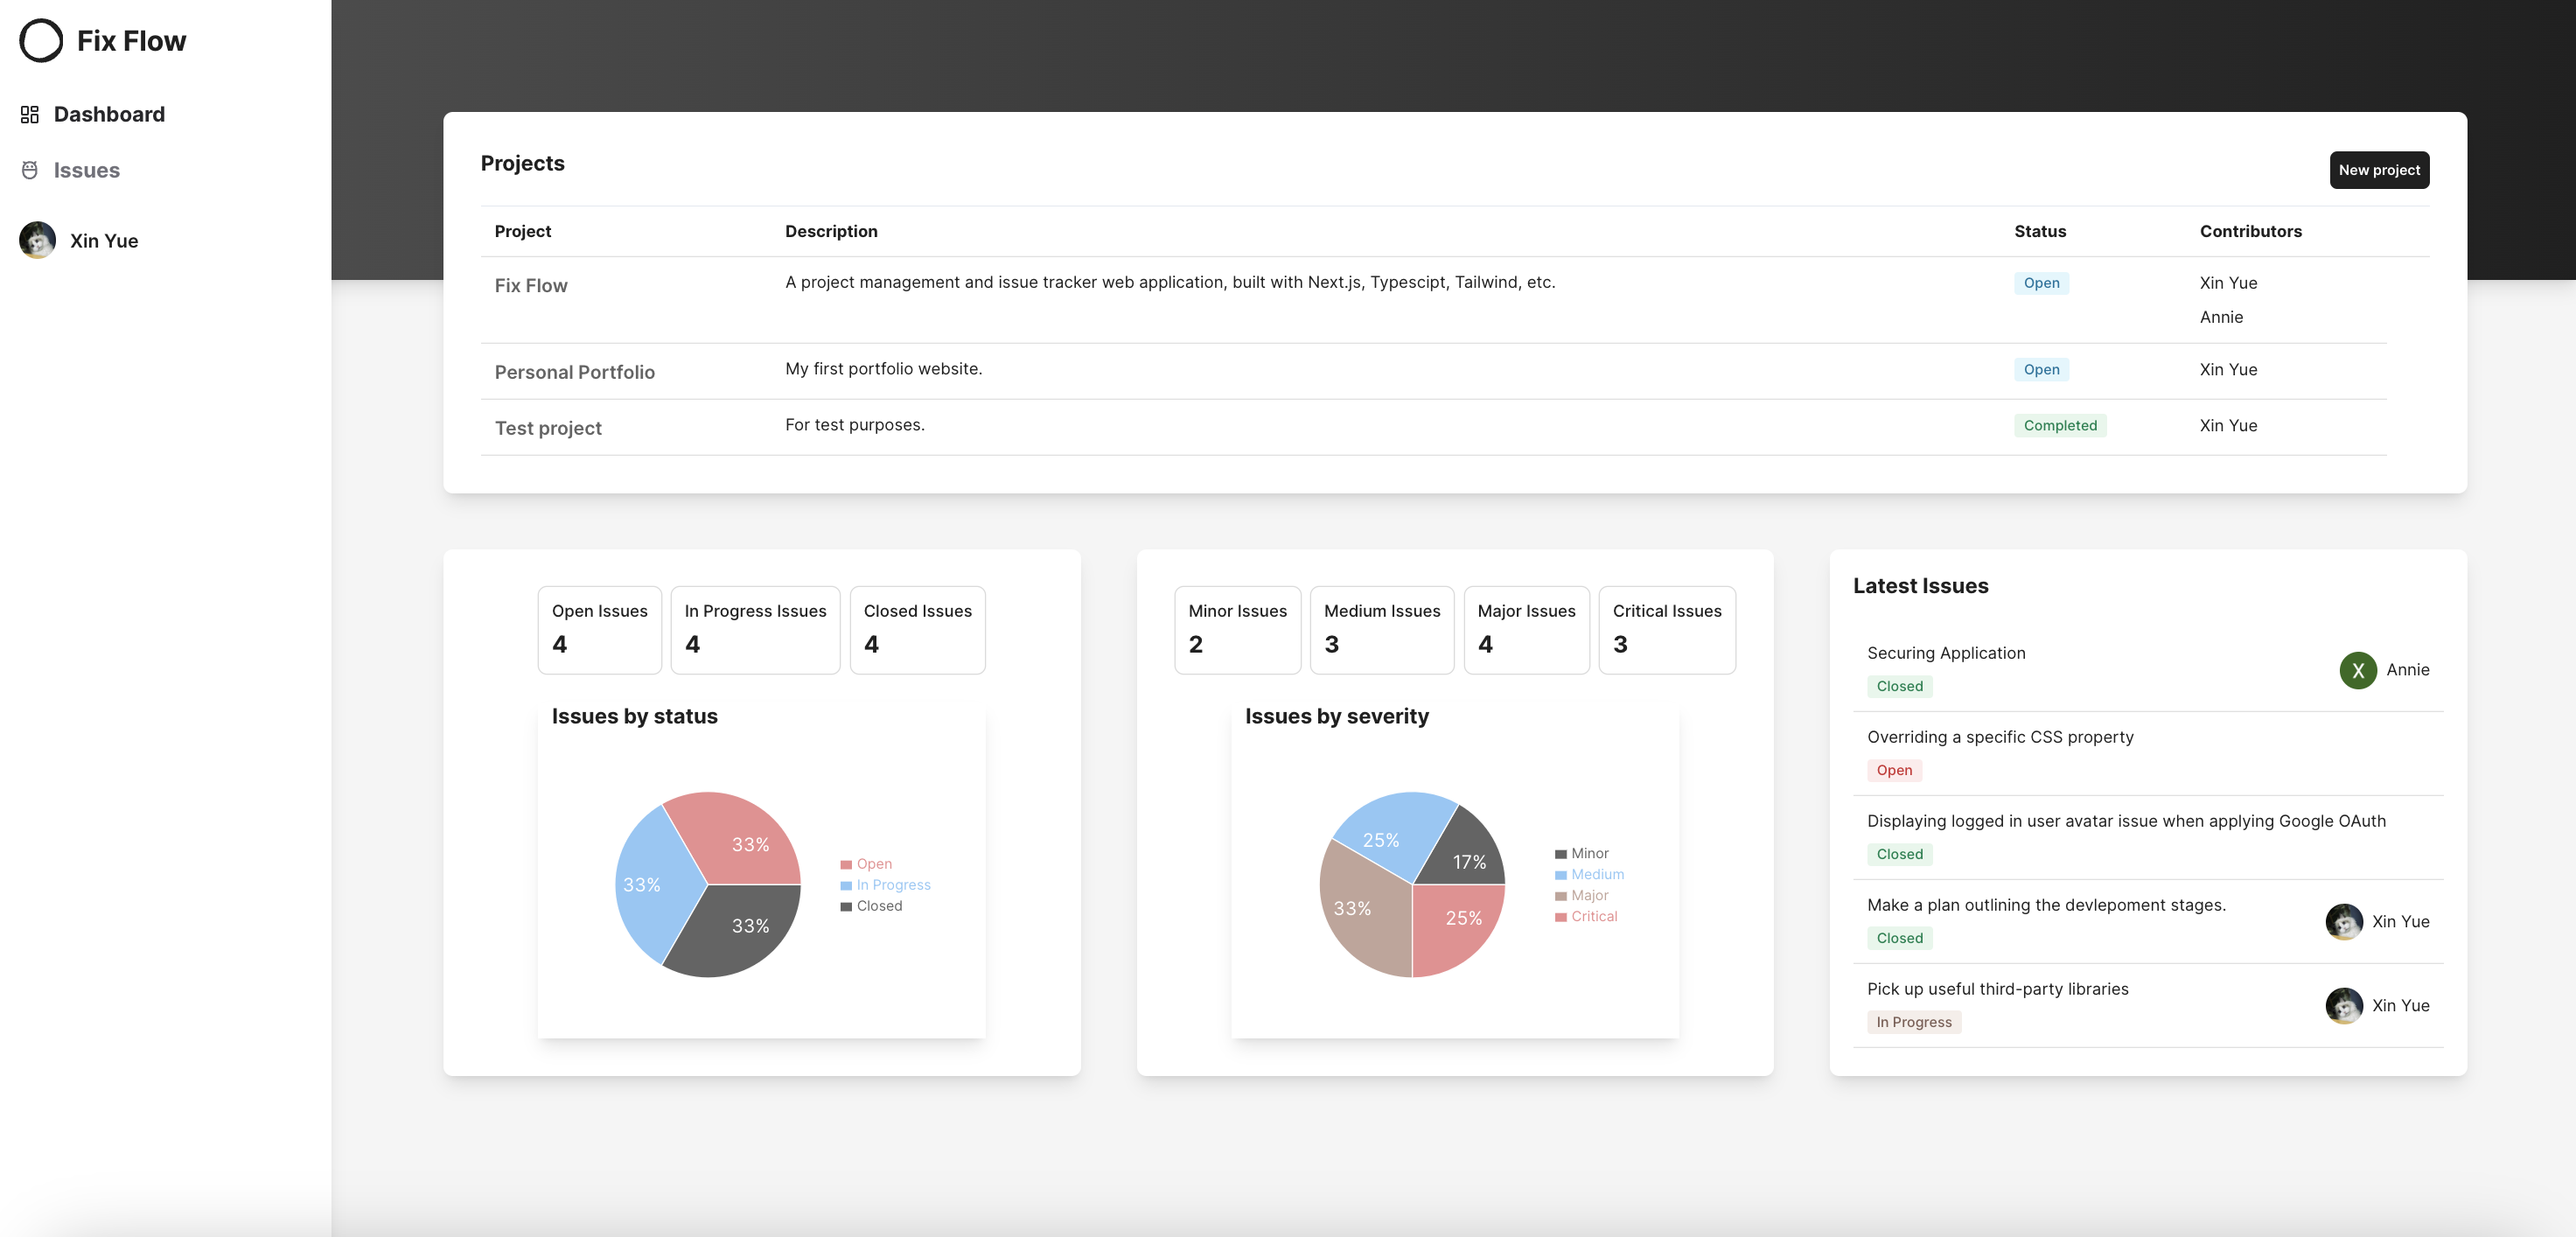 Fix Flow
Dashboard
Issues
Xin Yue
Projects
New project
Project Description Status Contributors
Fix Flow A project management and issue tracker web application, built with Next.js, Typescipt, Tailwind, etc. Open Xin Yue
Annie
Personal Portfolio My first portfolio website. Open Xin Yue
Test project For test purposes. Completed Xin Yue
Open Issues In Progress Issues Closed Issues
4 4 4
Issues by status
33%
33%
33%
Open
In Progress
Closed
Minor Issues Medium Issues Major Issues Critical Issues
2 3 4 3
Issues by severity
25%
17%
33%
25%
Minor
Medium
Major
Critical
Latest Issues
Securing Application
Closed
X Annie
Overriding a specific CSS property
Open
Displaying logged in user avatar issue when applying Google OAuth
Closed
Make a plan outlining the devlepoment stages.
Closed
Xin Yue
Pick up useful third-party libraries
In Progress
Xin Yue